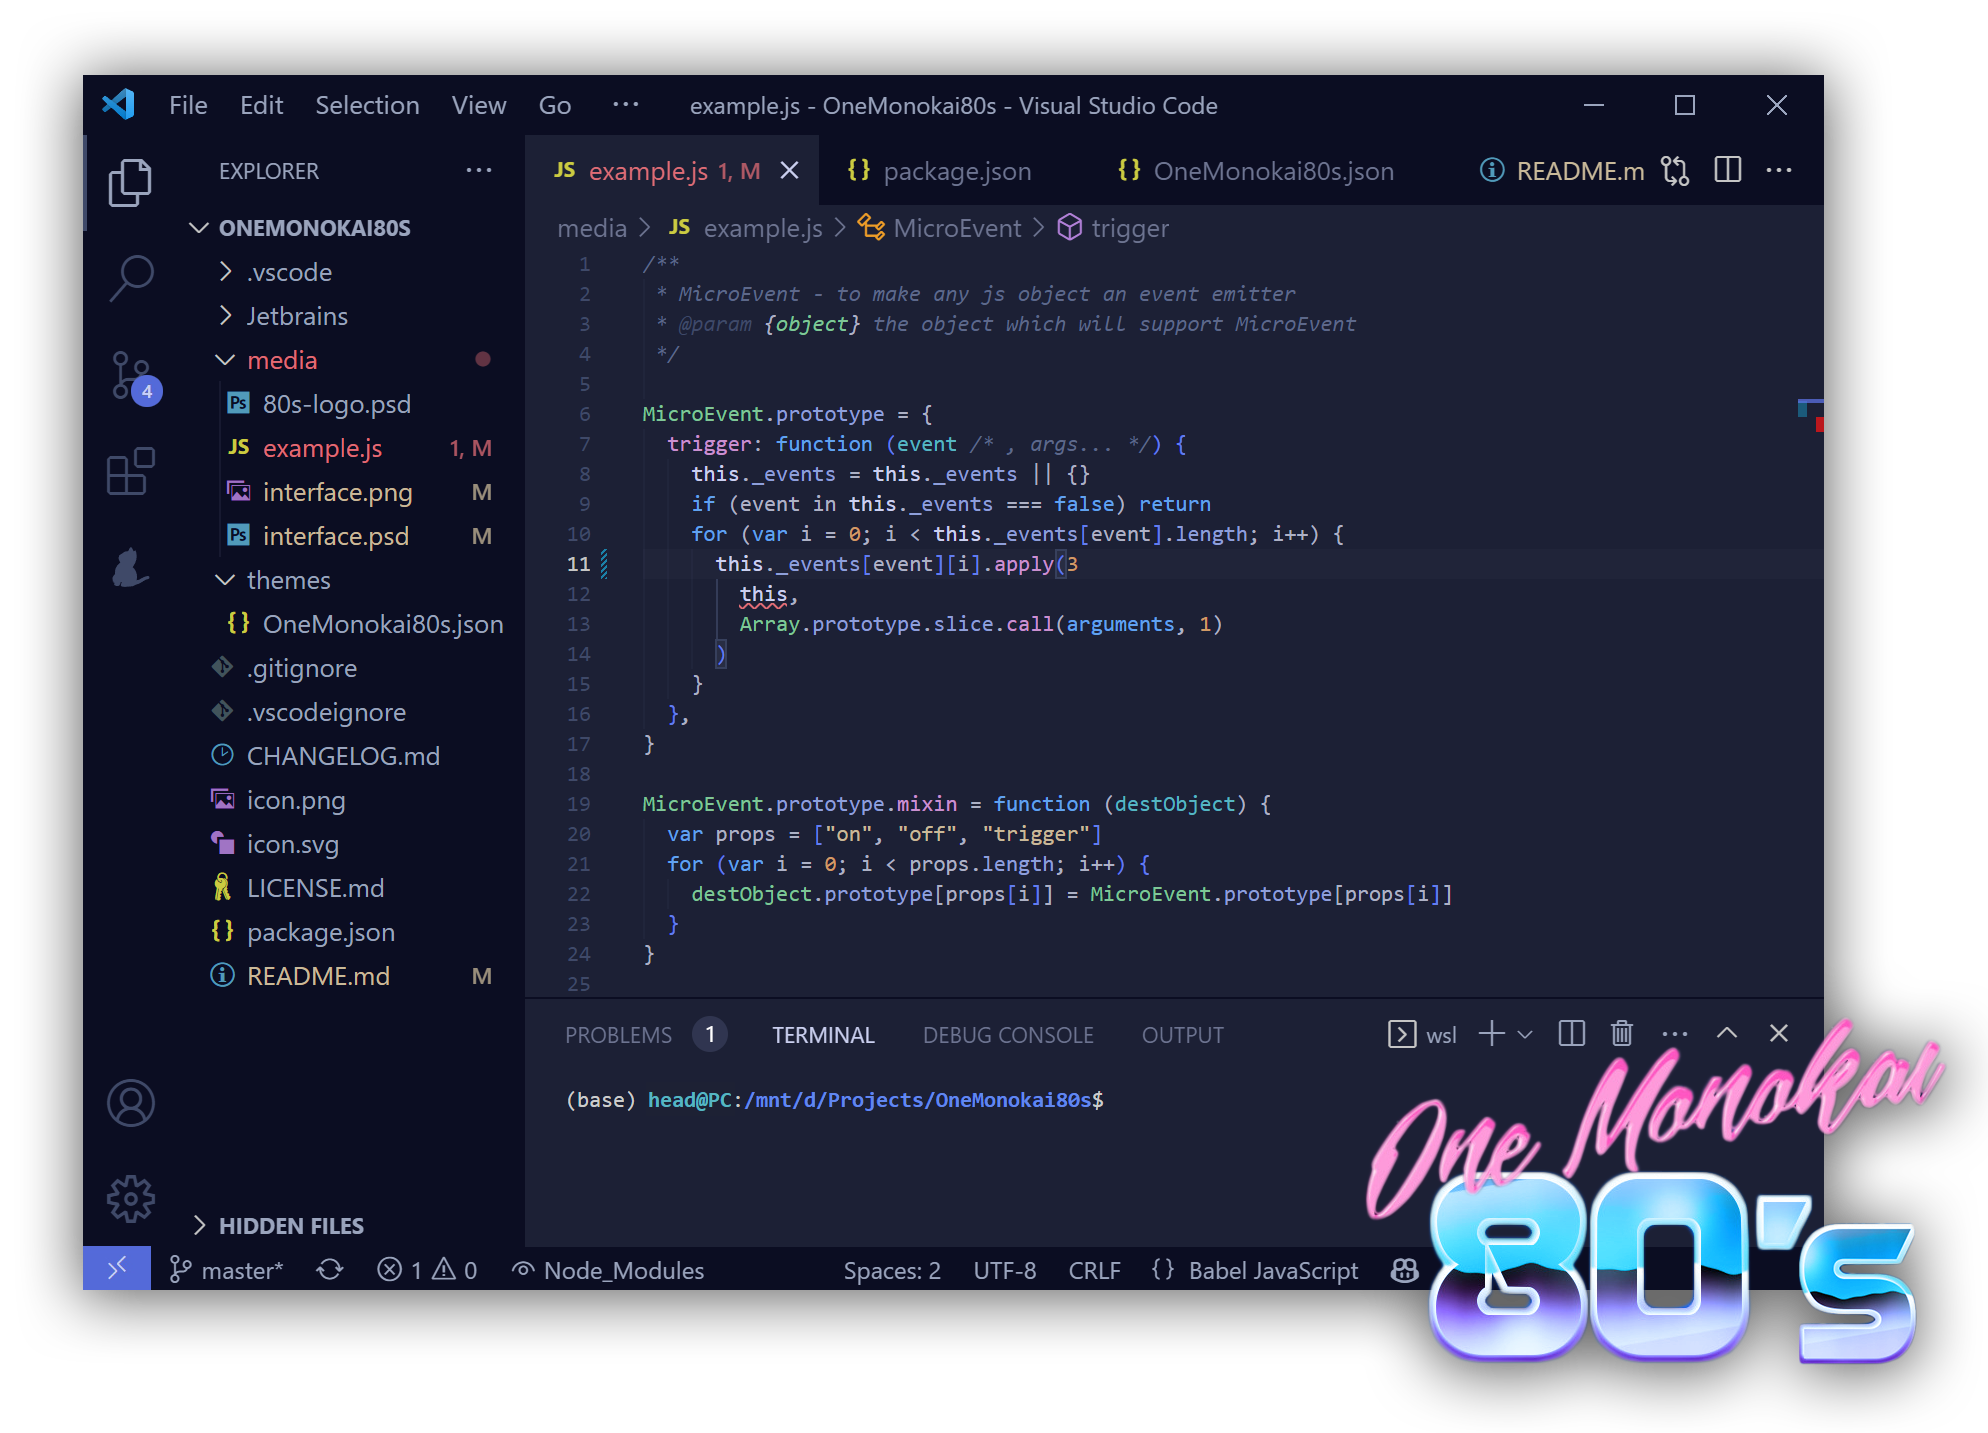 File Edit Selection View Go ··· example.js - OneMonokai80s - Visual Studio Code
EXPLORER ···
ONEMONOKAI80S
.vscode
Jetbrains
media
Ps 80s-logo.psd
JS example.js 1, M
interface.png M
Ps interface.psd M
themes
{} OneMonokai80s.json
.gitignore
.vscodeignore
CHANGELOG.md
icon.png
icon.svg
LICENSE.md
{} package.json
README.md M
HIDDEN FILES
4
JS example.js 1, M {} package.json {} OneMonokai80s.json README.m ···
media > JS example.js > MicroEvent > trigger
1 /**
2 * MicroEvent - to make any js object an event emitter
3 * @param {object} the object which will support MicroEvent
4 */
5
6 MicroEvent.prototype = {
7 trigger: function (event /* , args... */) {
8 this._events = this._events || {}
9 if (event in this._events === false) return
10 for (var i = 0; i < this._events[event].length; i++) {
11 this._events[event][i].apply(3
12 this,
13 Array.prototype.slice.call(arguments, 1)
14 )
15 }
16 },
17 }
18
19 MicroEvent.prototype.mixin = function (destObject) {
20 var props = ["on", "off", "trigger"]
21 for (var i = 0; i < props.length; i++) {
22 destObject.prototype[props[i]] = MicroEvent.prototype[props[i]]
23 }
24 }
25
PROBLEMS 1 TERMINAL DEBUG CONSOLE OUTPUT wsl ···
(base) head@PC:/mnt/d/Projects/OneMonokai80s$
master* 1 0 Node_Modules Spaces: 2 UTF-8 CRLF {} Babel JavaScript
One Monokai
80's